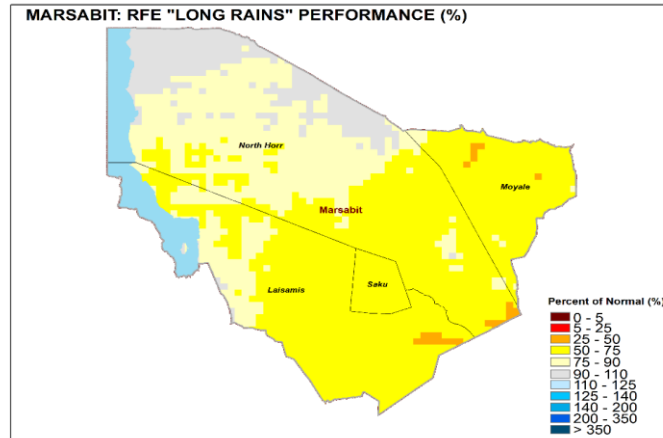 MARSABIT: RFE "LONG RAINS" PERFORMANCE (%)
North Horr
Moyale
Marsabit
Saku
Laisamis
Percent of Normal (%)
0 - 5
5 - 25
25 - 50
50 - 75
75 - 90
90 - 110
110 - 125
125 - 140
140 - 200
200 - 350
> 350